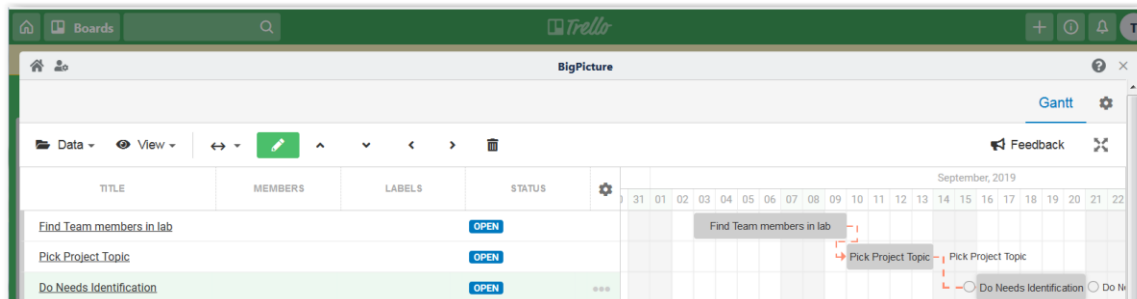 Boards Trello T
BigPicture
Gantt
Data View Feedback
TITLE MEMBERS LABELS STATUS September, 2019
31 01 02 03 04 05 06 07 08 09 10 11 12 13 14 15 16 17 18 19 20 21 22
Find Team members in lab OPEN Find Team members in lab
Pick Project Topic OPEN Pick Project Topic Pick Project Topic
Do Needs Identification OPEN Do Needs Identification Do